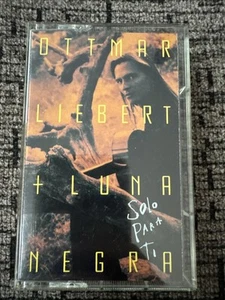 OTTMAR
LIEBERT
+ LUNA
NEGRA
Solo
PARA
Ti